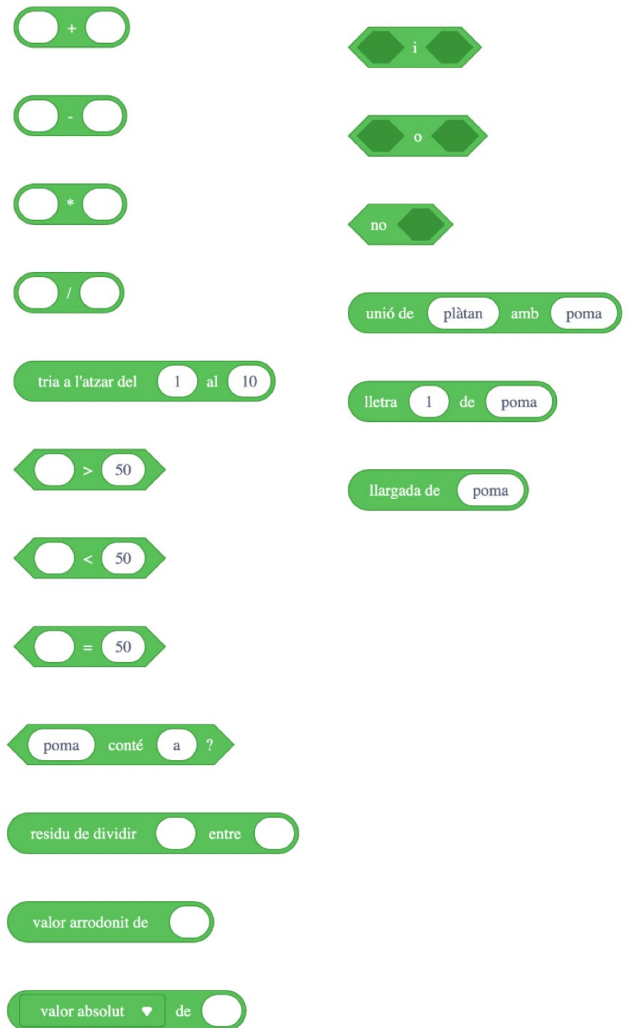 +
-
*
/
tria a l'atzar del 1 al 10
> 50
< 50
= 50
poma conté a ?
residu de dividir entre
valor arrodonit de
valor absolut de
i
o
no
unió de plàtan amb poma
lletra 1 de poma
llargada de poma